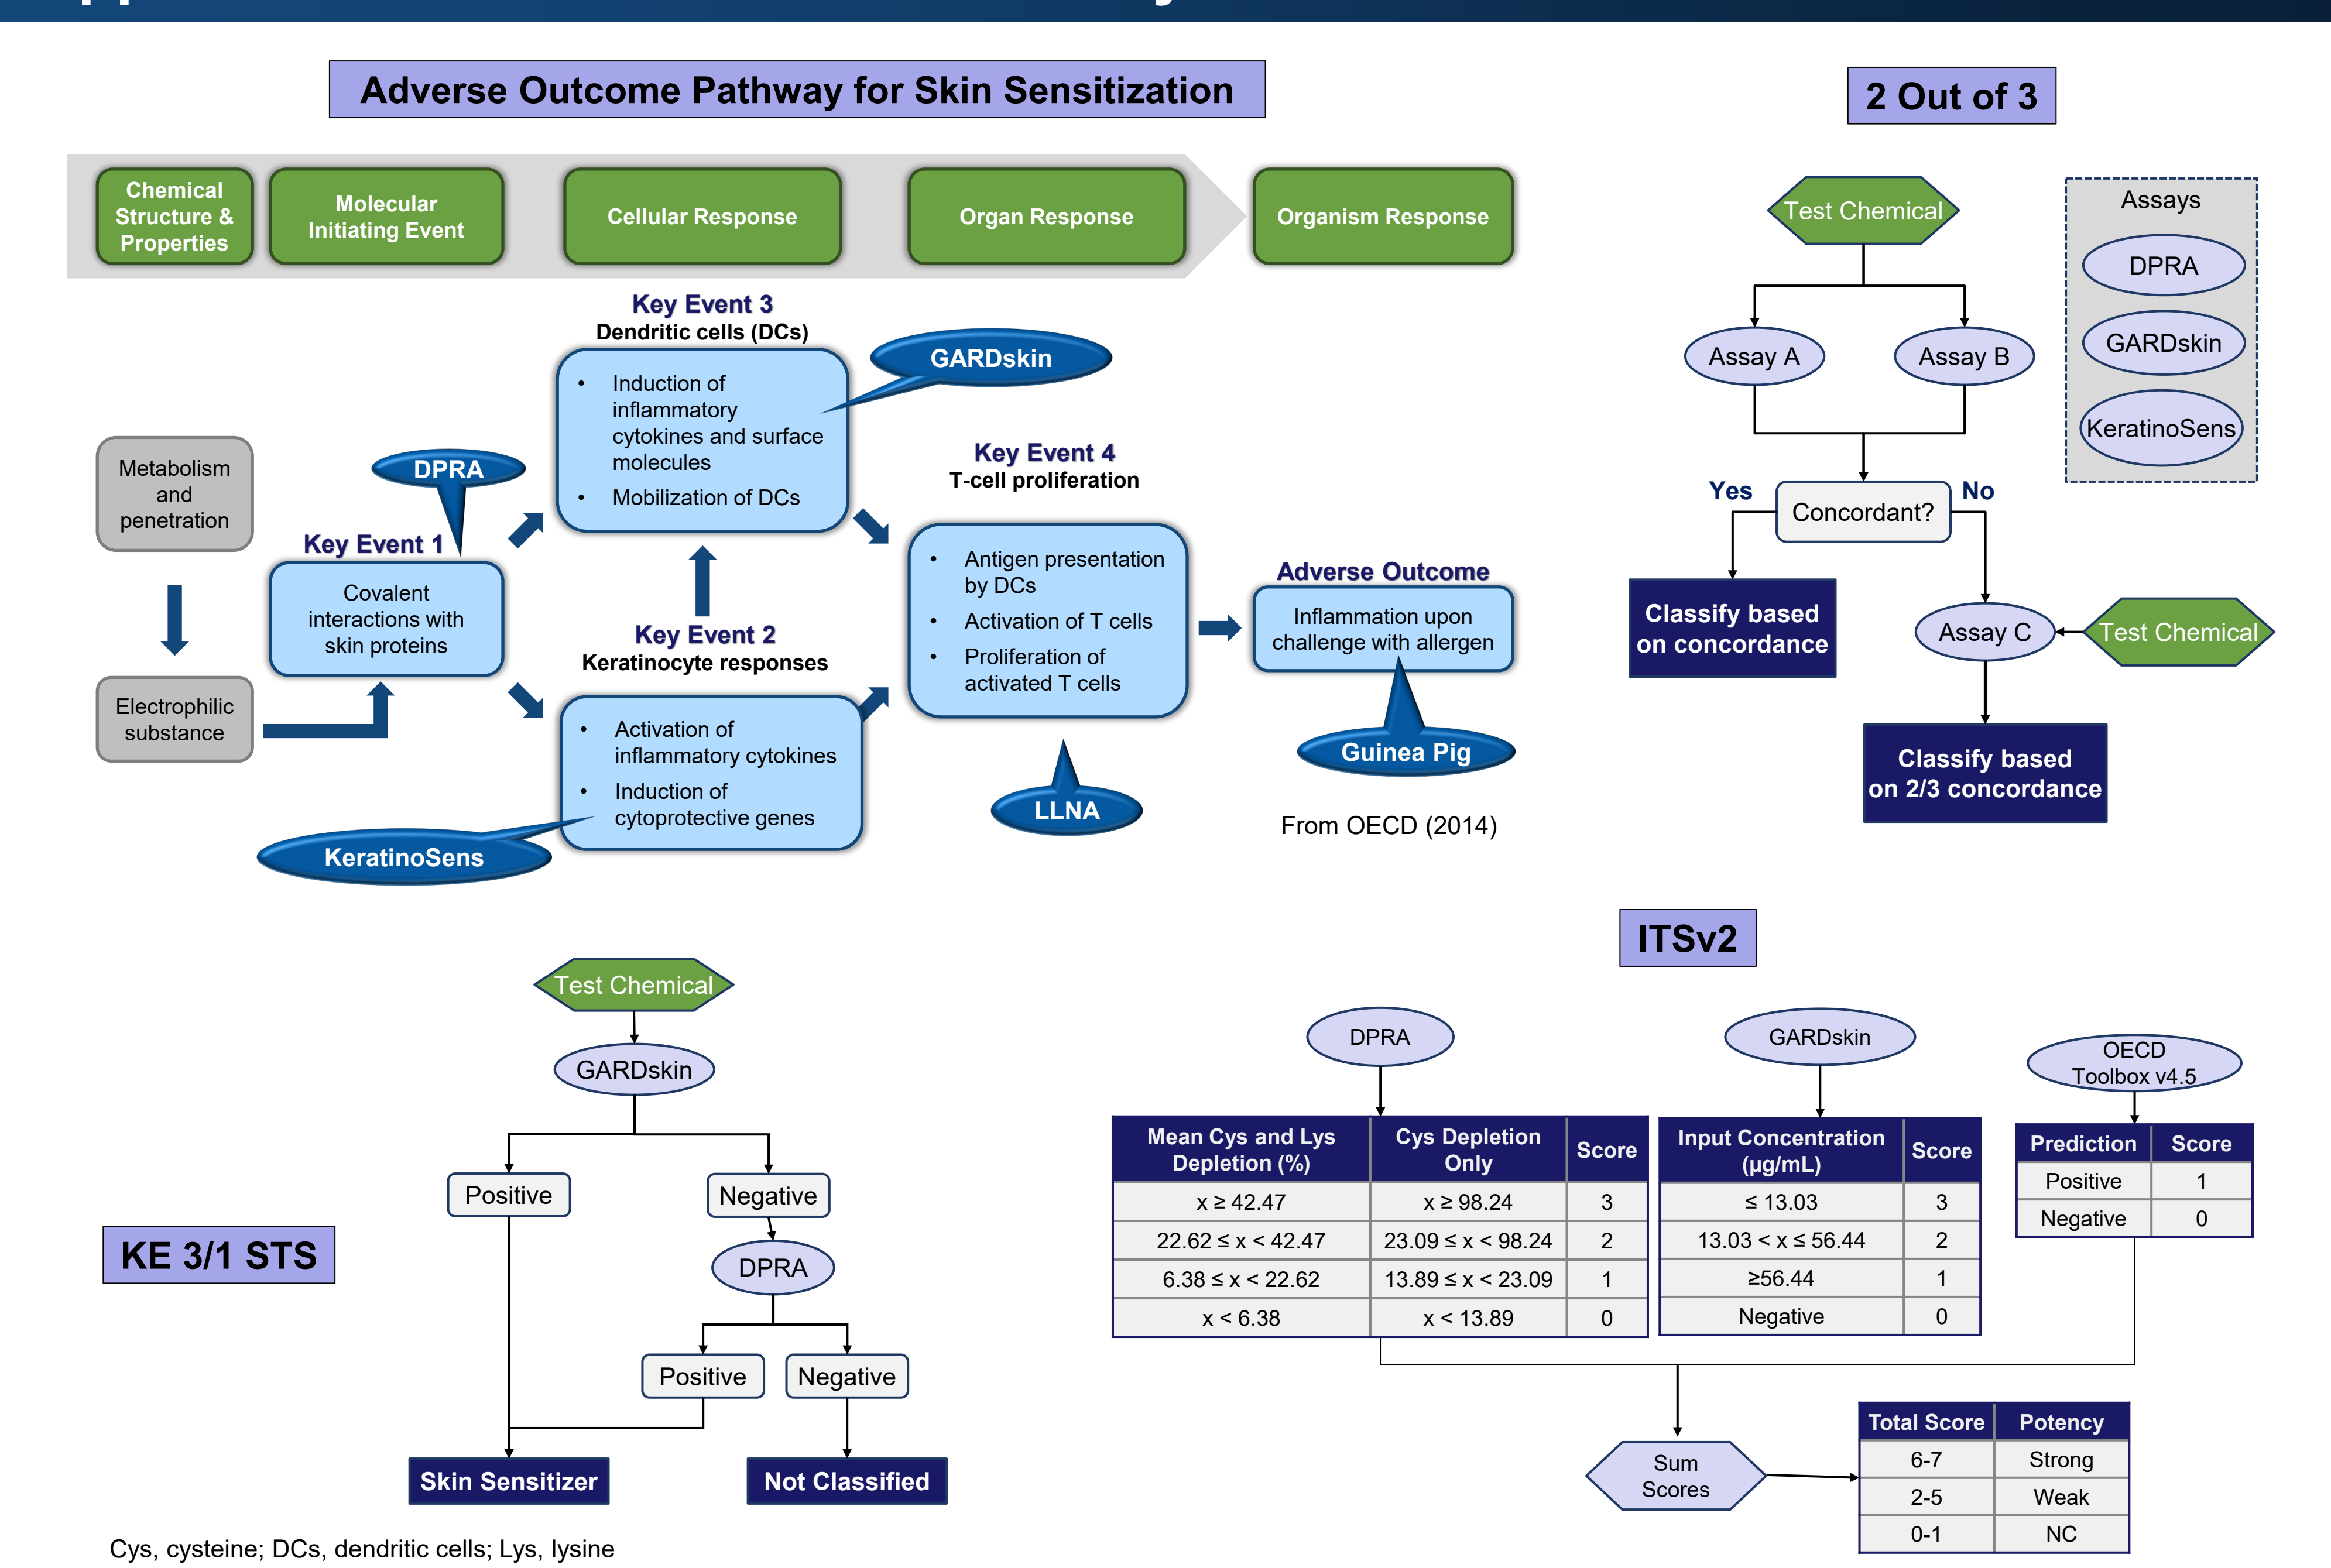 Adverse Outcome Pathway for Skin Sensitization
Chemical
Structure &
Properties
Molecular
Initiating Event
Cellular Response
Organ Response
Organism Response
Key Event 3
Dendritic cells (DCs)
• Induction of
inflammatory
cytokines and surface
molecules
• Mobilization of DCs
GARDskin
Metabolism
and
penetration
DPRA
Key Event 1
Covalent
interactions with
skin proteins
Electrophilic
substance
Key Event 2
Keratinocyte responses
• Activation of
inflammatory cytokines
• Induction of
cytoprotective genes
KeratinoSens
Key Event 4
T-cell proliferation
• Antigen presentation
by DCs
• Activation of T cells
• Proliferation of
activated T cells
LLNA
Adverse Outcome
Inflammation upon
challenge with allergen
Guinea Pig
From OECD (2014)
2 Out of 3
Test Chemical
Assay A
Assay B
Assays
DPRA
GARDskin
KeratinoSens
Yes
Concordant?
No
Classify based
on concordance
Assay C
Test Chemical
Classify based
on 2/3 concordance
KE 3/1 STS
Test Chemical
GARDskin
Positive
Negative
DPRA
Positive
Negative
Skin Sensitizer
Not Classified
ITSv2
DPRA
Mean Cys and Lys
Depletion (%)
Cys Depletion
Only
Score
x ≥ 42.47 x ≥ 98.24 3
22.62 ≤ x < 42.47 23.09 ≤ x < 98.24 2
6.38 ≤ x < 22.62 13.89 ≤ x < 23.09 1
x < 6.38 x < 13.89 0
GARDskin
Input Concentration
(µg/mL)
Score
≤ 13.03 3
13.03 < x ≤ 56.44 2
≥56.44 1
Negative 0
OECD
Toolbox v4.5
Prediction Score
Positive 1
Negative 0
Sum
Scores
Total Score Potency
6-7 Strong
2-5 Weak
0-1 NC
Cys, cysteine; DCs, dendritic cells; Lys, lysine